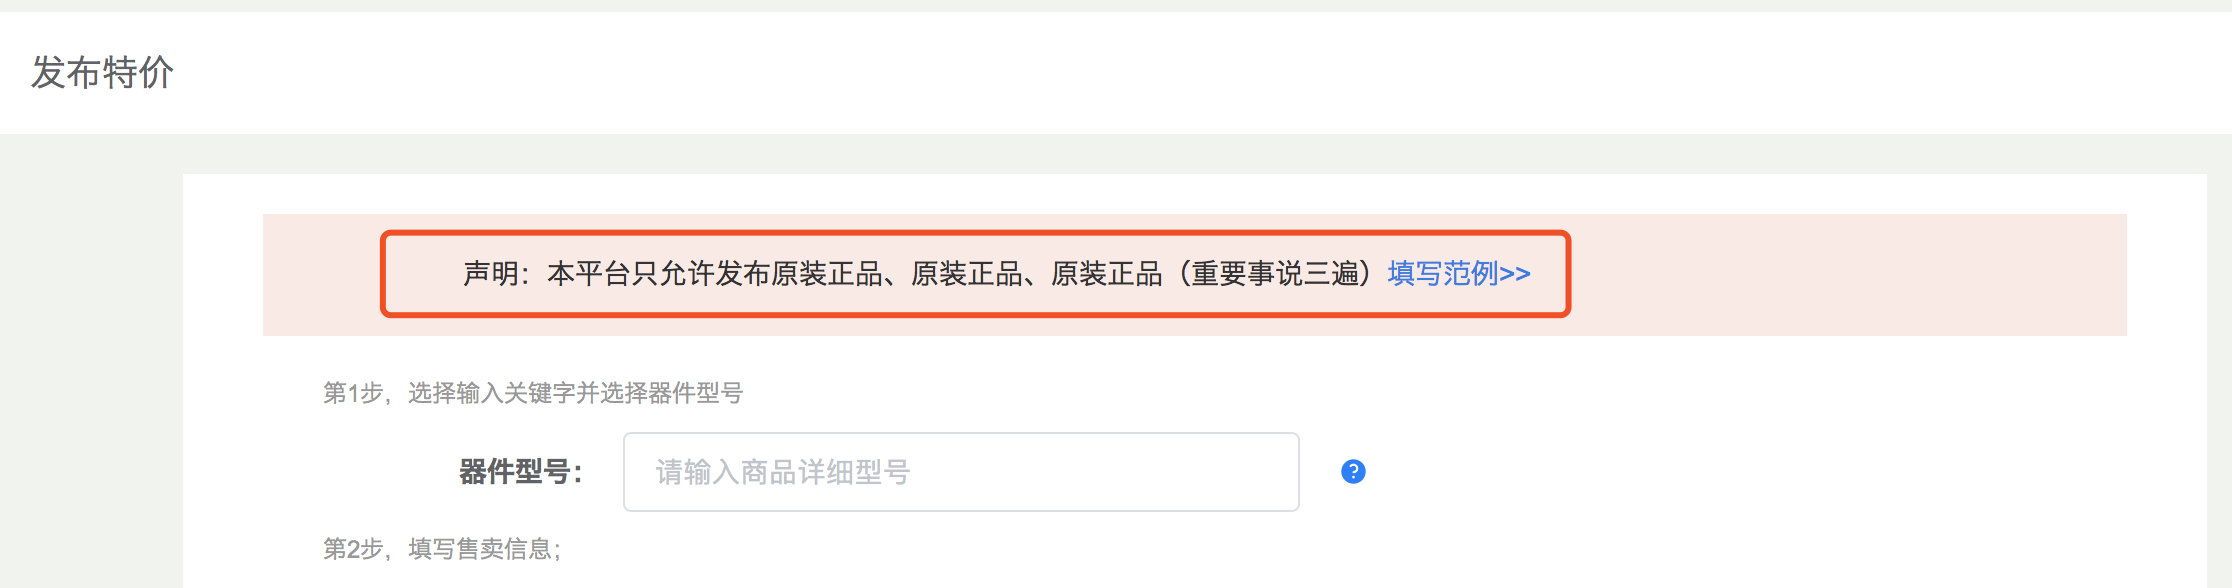 发布特价
声明：本平台只允许发布原装正品、原装正品、原装正品（重要事说三遍）填写范例>>
第1步，选择输入关键字并选择器件型号
器件型号： 请输入商品详细型号 ?
第2步，填写售卖信息；